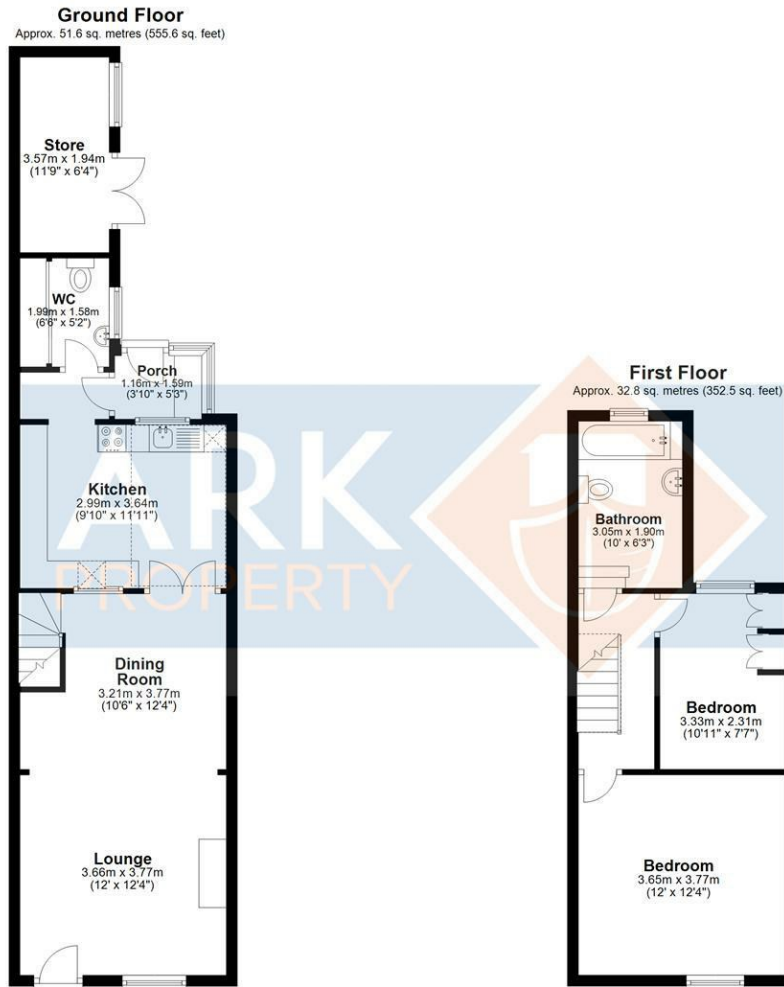 Ground Floor
Approx. 51.6 sq. metres (555.6 sq. feet)
Store
3.57m x 1.94m
(11'9" x 6'4")
WC
1.99m x 1.58m
(6'6" x 5'2")
Porch
1.16m x 1.59m
(3'10" x 5'3")
Kitchen
2.99m x 3.64m
(9'10" x 11'11")
Dining
Room
3.21m x 3.77m
(10'6" x 12'4")
Lounge
3.66m x 3.77m
(12' x 12'4")
First Floor
Approx. 32.8 sq. metres (352.5 sq. feet)
Bathroom
3.05m x 1.90m
(10' x 6'3")
Bedroom
3.33m x 2.31m
(10'11" x 7'7")
Bedroom
3.65m x 3.77m
(12' x 12'4")
ARK
PROPERTY